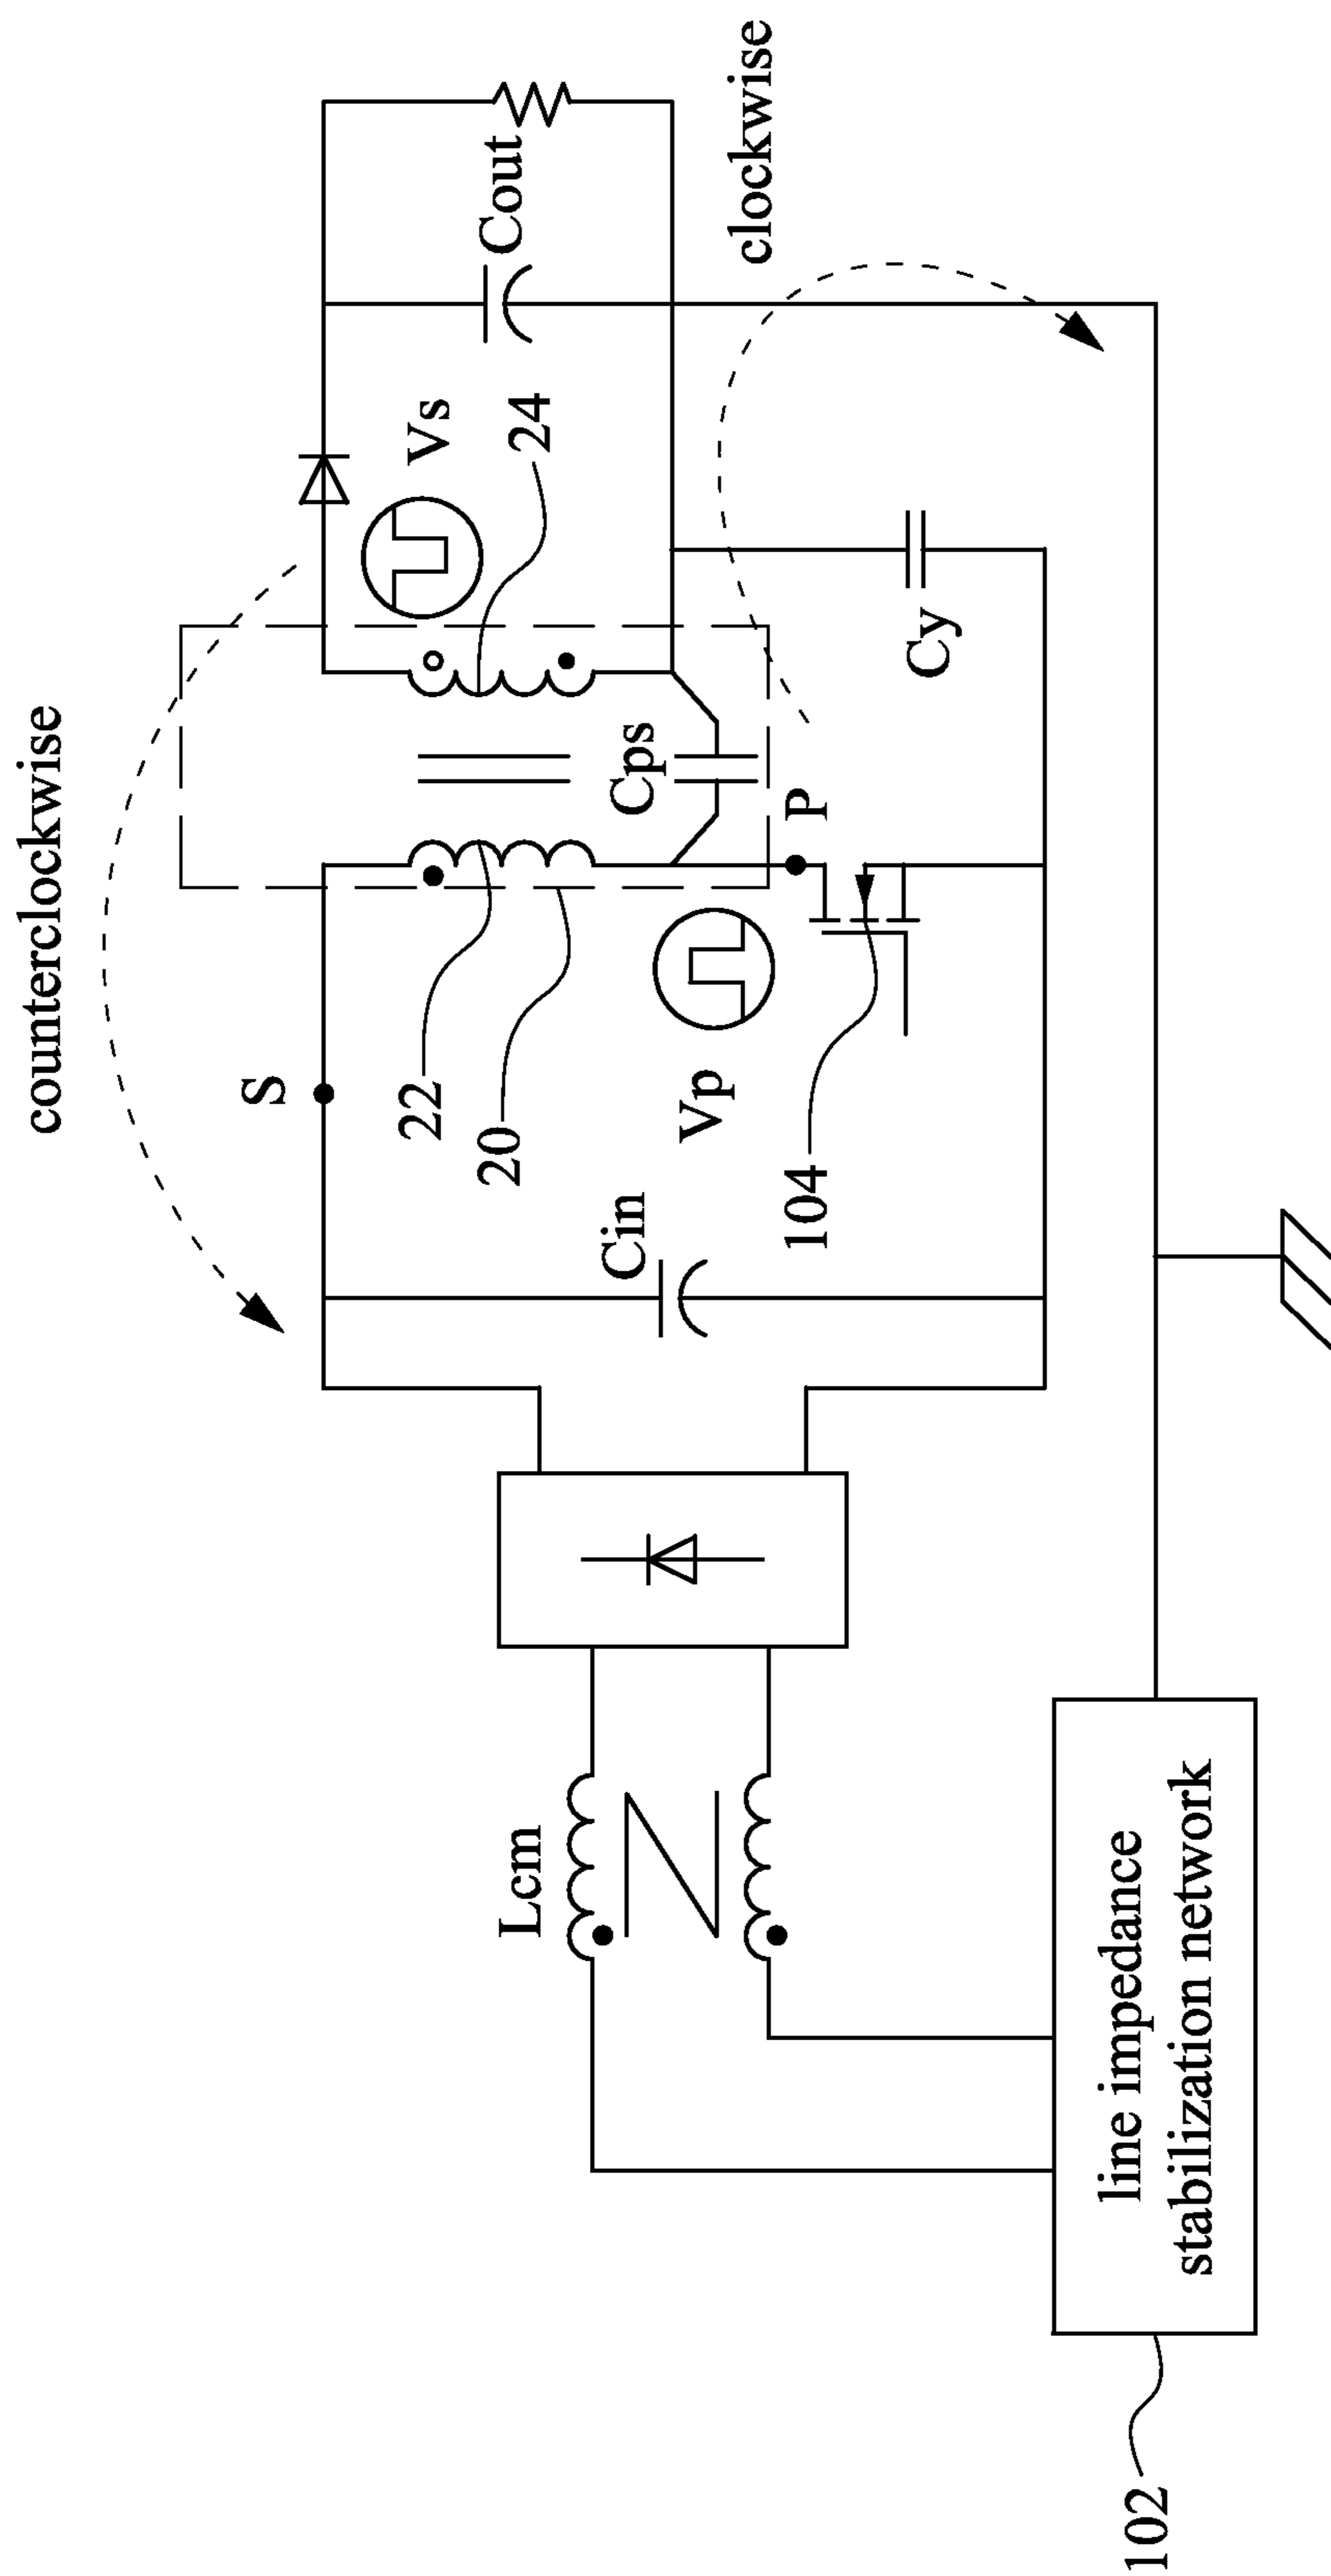 counterclockwise
S
22
20
Vp
Cin
104
P
Cps
Vs
24
Cout
clockwise
Cy
Lcm
line impedance
stabilization network
102